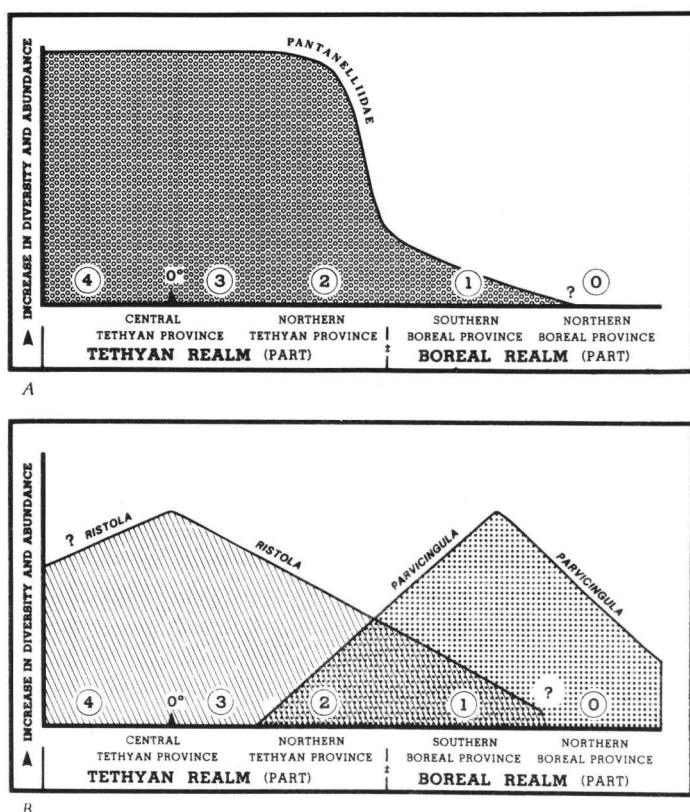 INCREASE IN DIVERSITY AND ABUNDANCE
PANTANELLIIDAE
4
0°
3
2
1
?
0
CENTRAL
TETHYAN PROVINCE
NORTHERN
TETHYAN PROVINCE
SOUTHERN
BOREAL PROVINCE
NORTHERN
BOREAL PROVINCE
TETHYAN REALM (PART)
BOREAL REALM (PART)
A
INCREASE IN DIVERSITY AND ABUNDANCE
? RISTOLA
RISTOLA
PARVICINGULA
PARVICINGULA
4
0°
3
2
1
?
0
CENTRAL
TETHYAN PROVINCE
NORTHERN
TETHYAN PROVINCE
SOUTHERN
BOREAL PROVINCE
NORTHERN
BOREAL PROVINCE
TETHYAN REALM (PART)
BOREAL REALM (PART)
B